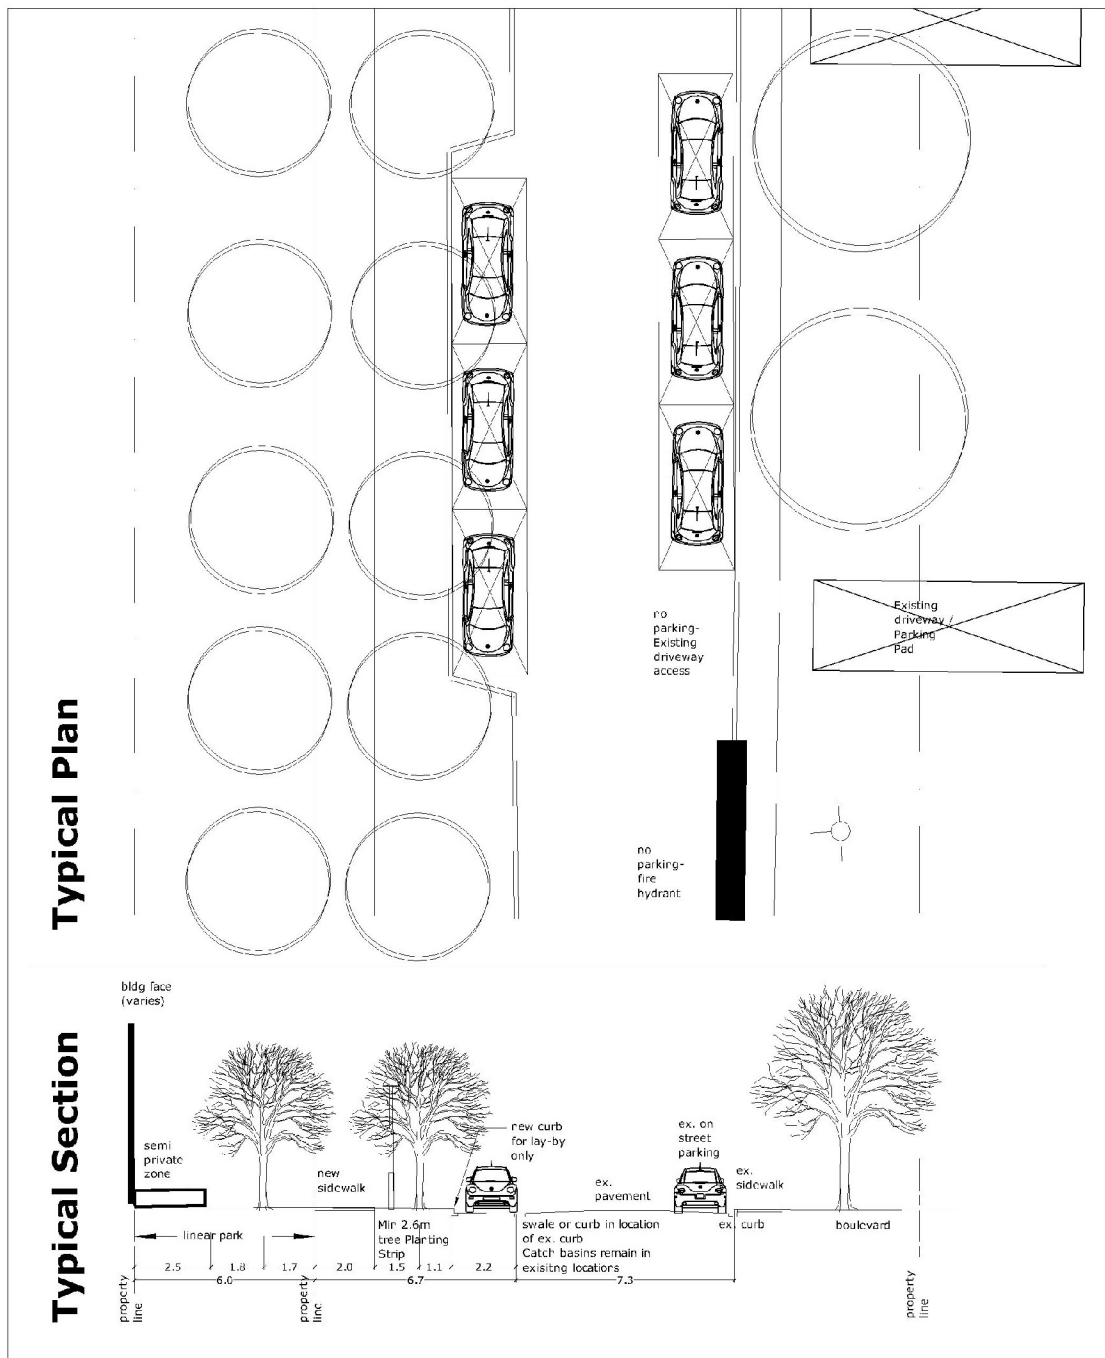 Typical Plan
no
parking-
Existing
driveway
access
Existing
driveway /
Parking
Pad
no
parking-
fire
hydrant
Typical Section
bldg face
(varies)
semi
private
zone
new
sidewalk
new curb
for lay-by
only
ex. on
street
parking
ex.
pavement
ex.
sidewalk
linear park
Min 2.6m
tree Planting
Strip
swale or curb in location
of ex. curb
Catch basins remain in
exisitng locations
ex. curb
boulevard
2.5
1.8
1.7
2.0
1.5
1.1
2.2
6.0
6.7
7.3
property
line
property
line
property
line